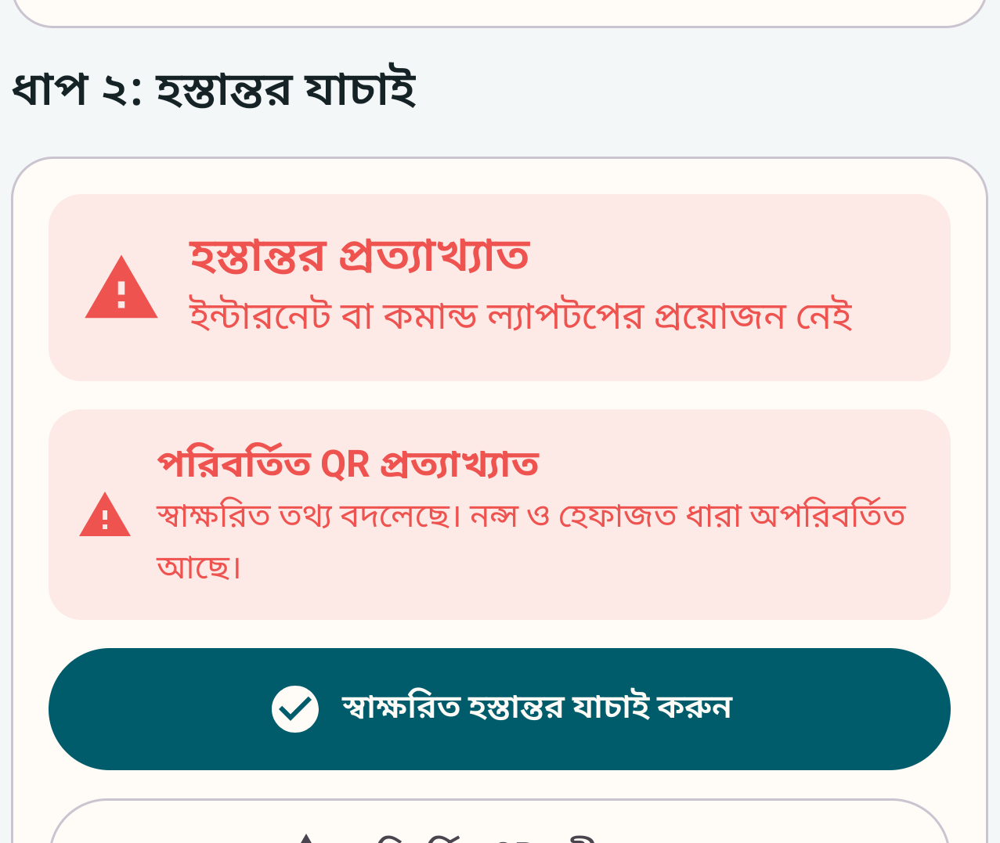 ধাপ ২: হস্তান্তর যাচাই
হস্তান্তর প্রত্যাখ্যাত
ইন্টারনেট বা কমান্ড ল্যাপটপের প্রয়োজন নেই
পরিবর্তিত QR প্রত্যাখ্যাত
স্বাক্ষরিত তথ্য বদলেছে। নন্স ও হেফাজত ধারা অপরিবর্তিত
আছে।
স্বাক্ষরিত হস্তান্তর যাচাই করুন